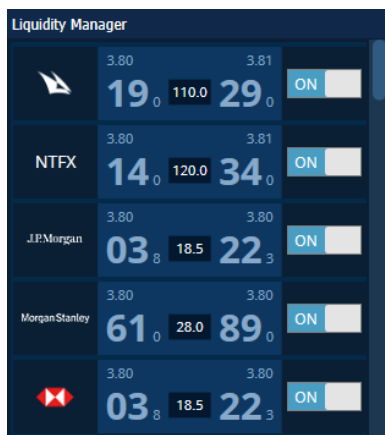 Liquidity Manager
3.80 3.81
19 0 110.0 29 0 ON
3.80 3.81
NTFX 14 0 120.0 34 0 ON
3.80 3.80
J.P.Morgan 03 8 18.5 22 3 ON
3.80 3.80
Morgan Stanley 61 0 28.0 89 0 ON
3.80 3.80
03 8 18.5 22 3 ON